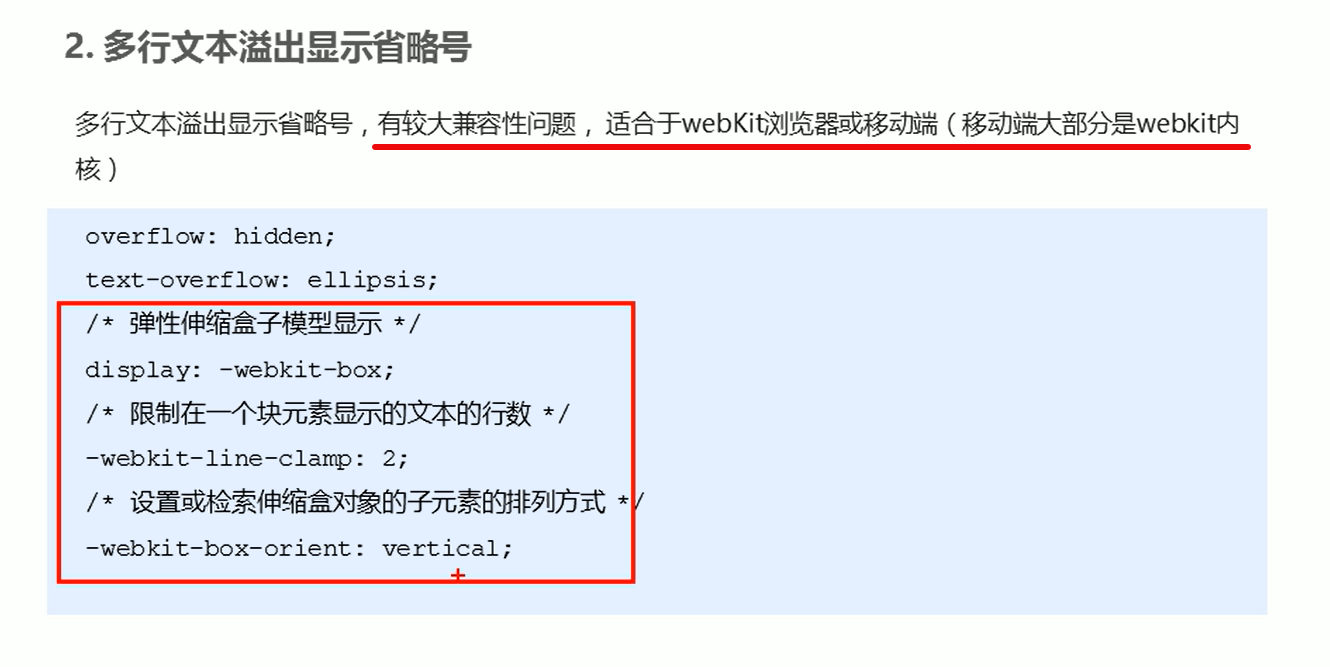 2. 多行文本溢出显示省略号
多行文本溢出显示省略号，有较大兼容性问题， 适合于webKit浏览器或移动端（移动端大部分是webkit内
核）
overflow: hidden;
text-overflow: ellipsis;
/* 弹性伸缩盒子模型显示 */
display: -webkit-box;
/* 限制在一个块元素显示的文本的行数 */
-webkit-line-clamp: 2;
/* 设置或检索伸缩盒对象的子元素的排列方式 */
-webkit-box-orient: vertical;